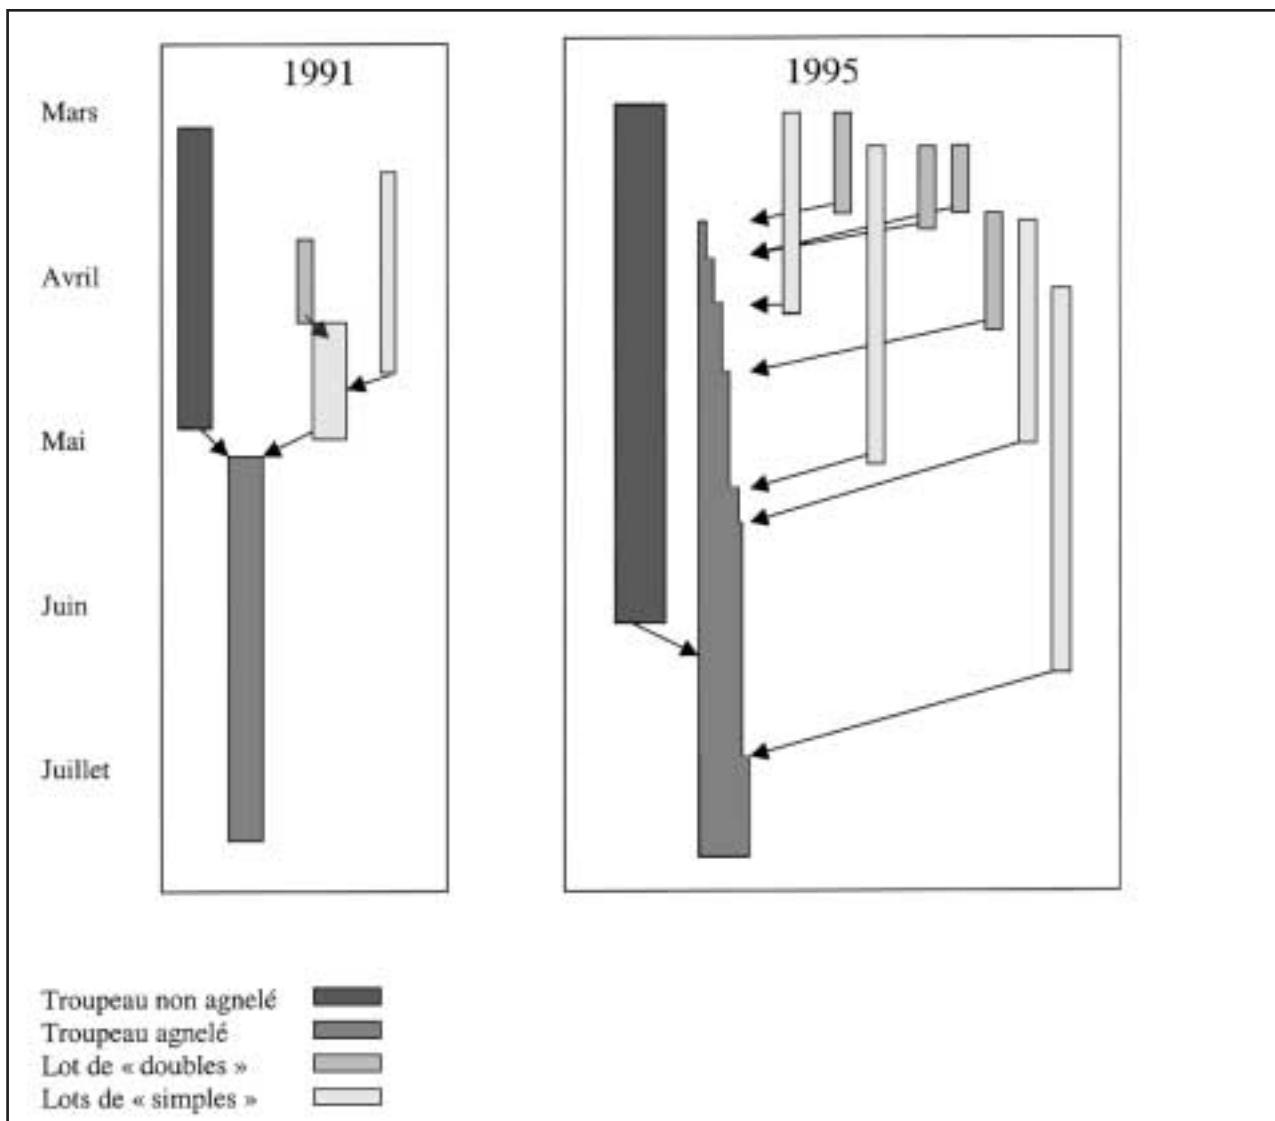 1991
1995
Mars
Avril
Mai
Juin
Juillet
Troupeau non agnelé
Troupeau agnelé
Lot de « doubles »
Lots de « simples »